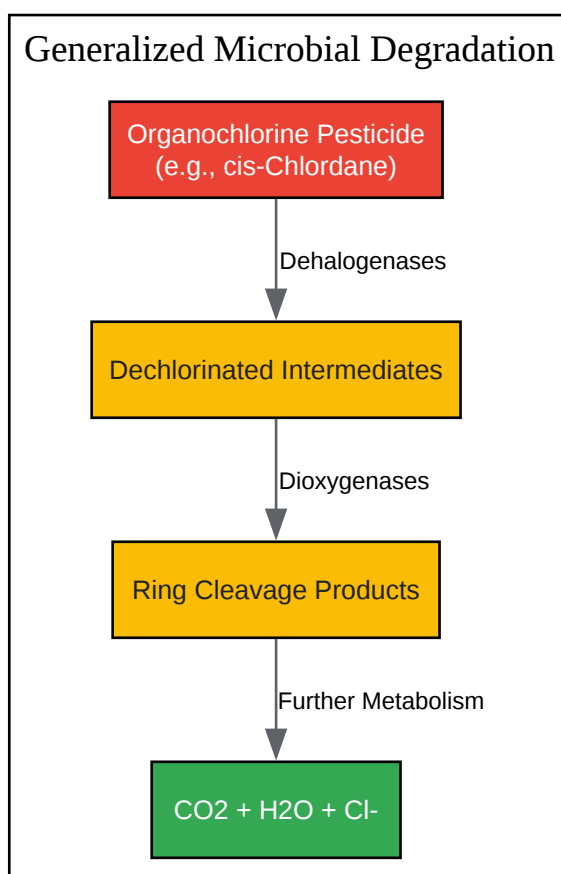 Generalized Microbial Degradation
Organochlorine Pesticide
(e.g., cis-Chlordane)
Dehalogenases
Dechlorinated Intermediates
Dioxygenases
Ring Cleavage Products
Further Metabolism
CO2 + H2O + Cl-